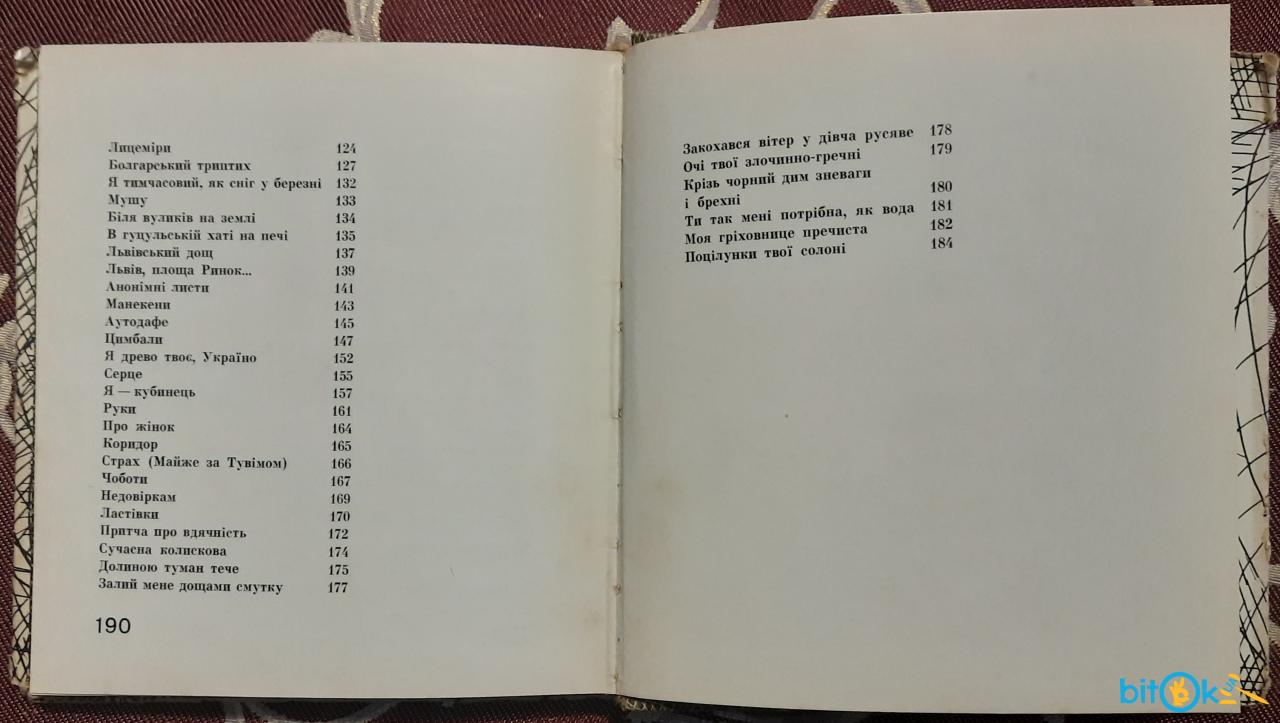 Лицеміри 124
Болгарський триптих 127
Я тимчасовий, як сніг у березні 132
Мушу 133
Біля вуликів на землі 134
В гуцульській хаті на печі 135
Львівський дощ 137
Львів, площа Ринок... 139
Анонімні листи 141
Манекени 143
Аутодафе 145
Цимбали 147
Я древо твоє, Україно 152
Серце 155
Я — кубинець 157
Руки 161
Про жінок 164
Коридор 165
Страх (Майже за Тувімом) 166
Чоботи 167
Недовіркам 169
Ластівки 170
Притча про вдячність 172
Сучасна колискова 174
Долиною туман тече 175
Залий мене дощами смутку 177
190
Закохався вітер у дівча русяве 178
Очі твої злочинно-гречні 179
Крізь чорний дим зневаги
і брехні 180
Ти так мені потрібна, як вода 181
Моя гріховнице пречиста 182
Поцілунки твої солоні 184
bitOk